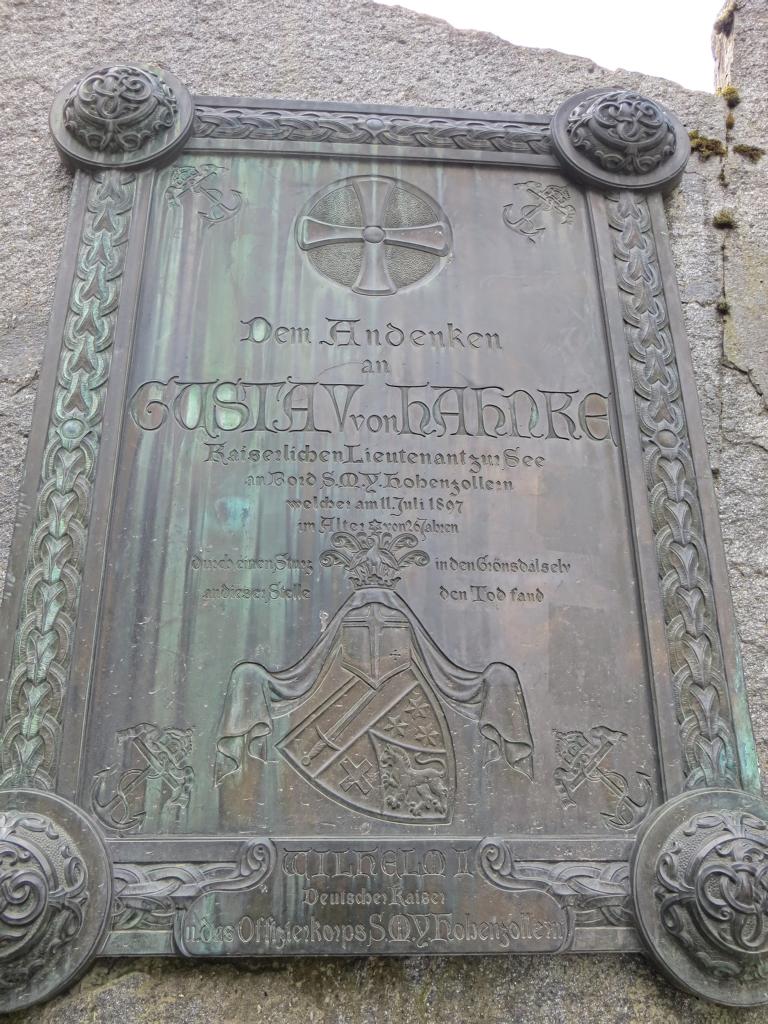 Dem Andenken
an
GUSTAV von HAHNKE
Kaiserlichen Lieutenant zur See
an Bord S.M.Y. Hohenzollern
welcher am 11. Juli 1897
im Alter von 26 Jahren
durch einen Sturz in den Grönsdalselv
an dieser Stelle den Tod fand
WILHELM II
Deutscher Kaiser
u. das Offizierkorps S.M.Y. Hohenzollern